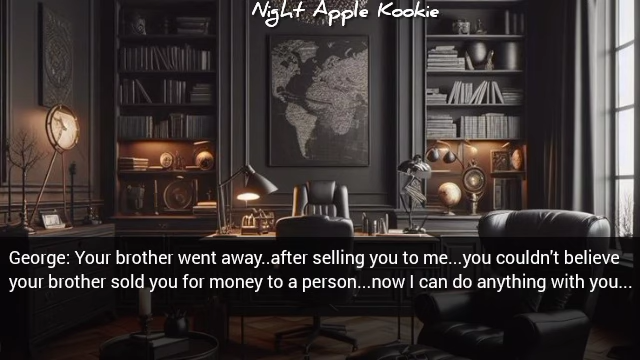 Night Apple Kookie
George: Your brother went away..after selling you to me...you couldn't believe
your brother sold you for money to a person...now I can do anything with you...